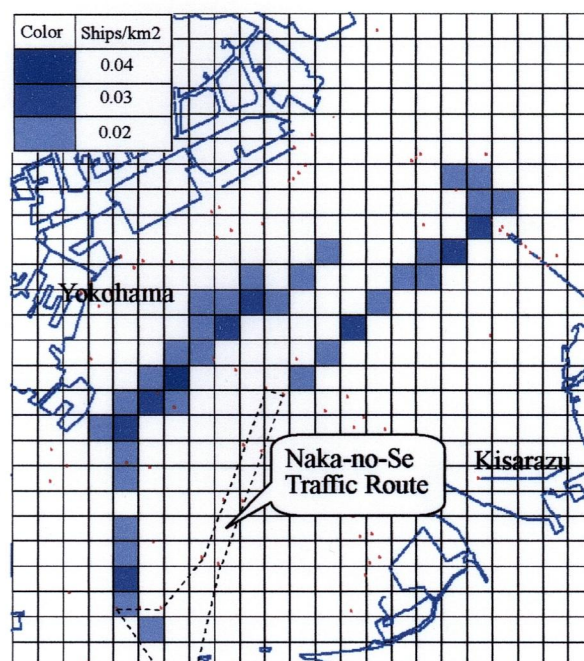 Color Ships/km2
0.04
0.03
0.02
Yokohama
Naka-no-Se
Traffic Route
Kisarazu